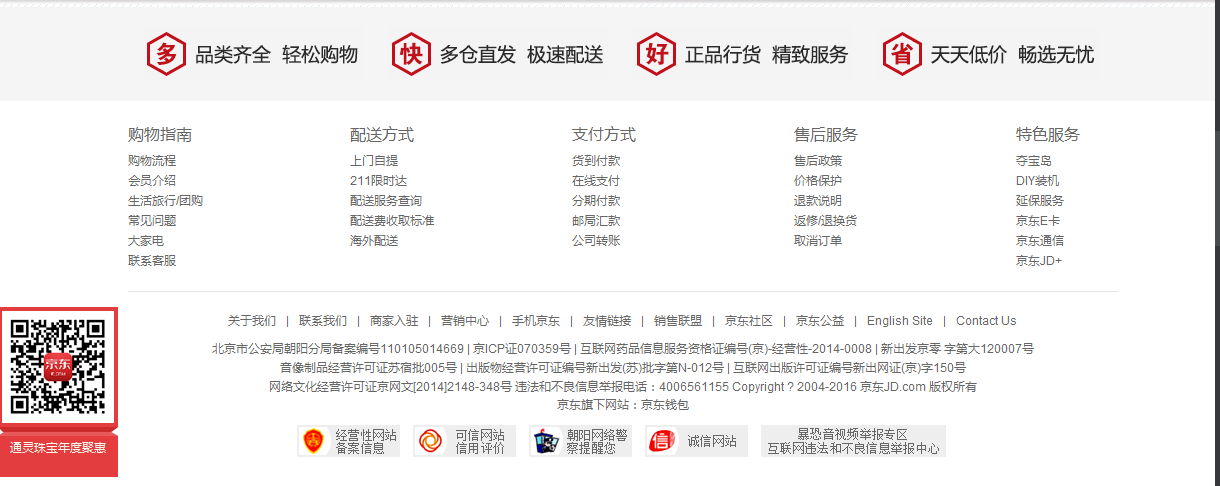 多 品类齐全 轻松购物 快 多仓直发 极速配送 好 正品行货 精致服务 省 天天低价 畅选无忧
购物指南 配送方式 支付方式 售后服务 特色服务
购物流程 上门自提 货到付款 售后政策 夺宝岛
会员介绍 211限时达 在线支付 价格保护 DIY装机
生活旅行/团购 配送服务查询 分期付款 退款说明 延保服务
常见问题 配送费收取标准 邮局汇款 返修/退换货 京东E卡
大家电 海外配送 公司转账 取消订单 京东通信
联系客服 京东JD+
关于我们 | 联系我们 | 商家入驻 | 营销中心 | 手机京东 | 友情链接 | 销售联盟 | 京东社区 | 京东公益 | English Site | Contact Us
北京市公安局朝阳分局备案编号110105014669 | 京ICP证070359号 | 互联网药品信息服务资格证编号(京)-经营性-2014-0008 | 新出发京零 字第大120007号
音像制品经营许可证苏宿批005号 | 出版物经营许可证编号新出发(苏)批字第N-012号 | 互联网出版许可证编号新出网证(京)字150号
网络文化经营许可证京网文[2014]2148-348号 违法和不良信息举报电话：4006561155 Copyright ? 2004-2016 京东JD.com 版权所有
京东旗下网站：京东钱包
京东
JD.COM
通灵珠宝年度聚惠
经营性网站
备案信息
可信网站
信用评价
朝阳网络警
察提醒您
信
诚信网站
暴恐音视频举报专区
互联网违法和不良信息举报中心